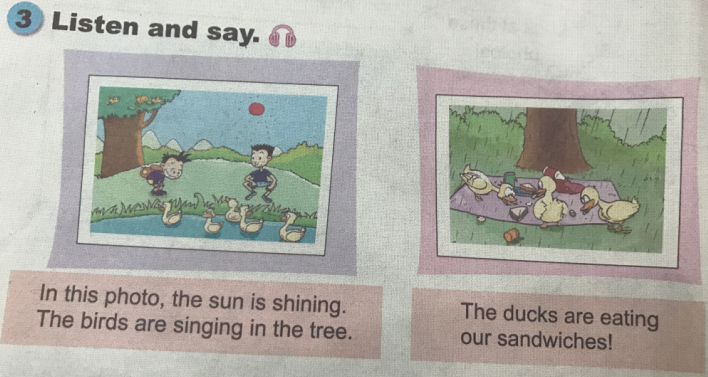 3 Listen and say.
In this photo, the sun is shining.
The birds are singing in the tree.
The ducks are eating
our sandwiches!